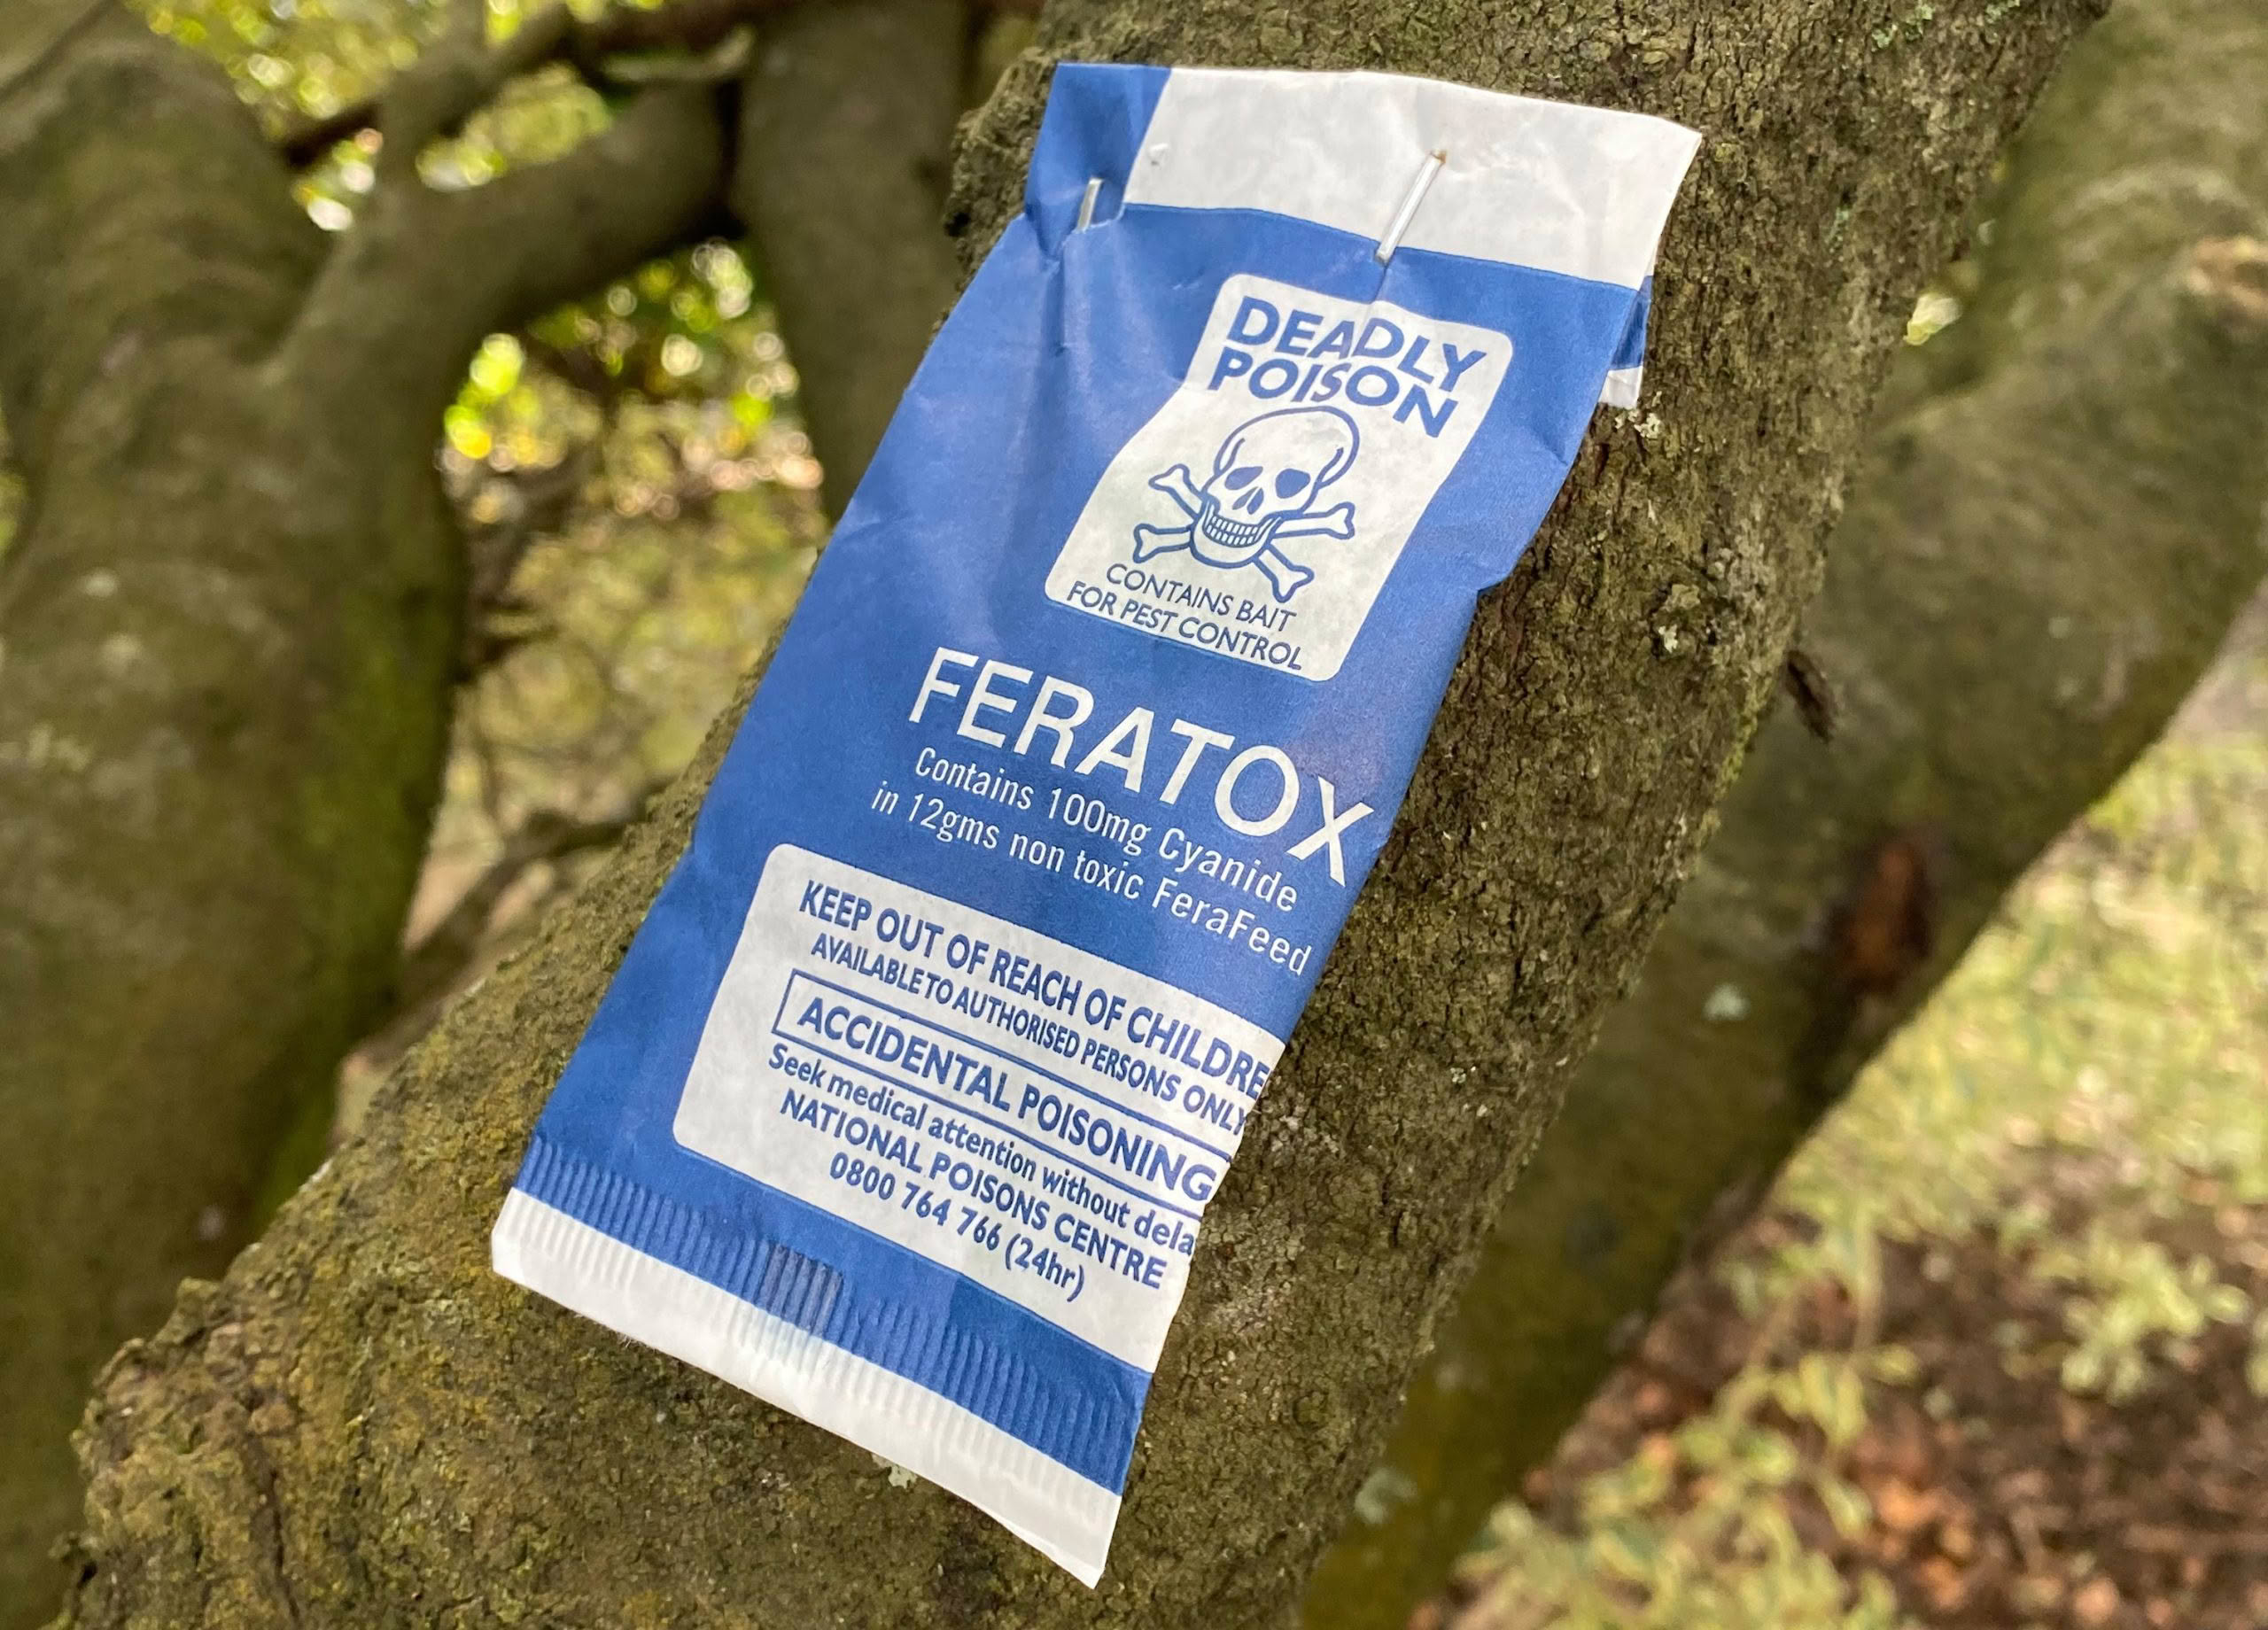 DEADLY
POISON
CONTAINS BAIT
FOR PEST CONTROL
FERATOX
Contains 100mg Cyanide
in 12gms non toxic FeraFeed
KEEP OUT OF REACH OF CHILDRE
AVAILABLE TO AUTHORISED PERSONS ONLY
ACCIDENTAL POISONING
Seek medical attention without dela
NATIONAL POISONS CENTRE
0800 764 766 (24hr)